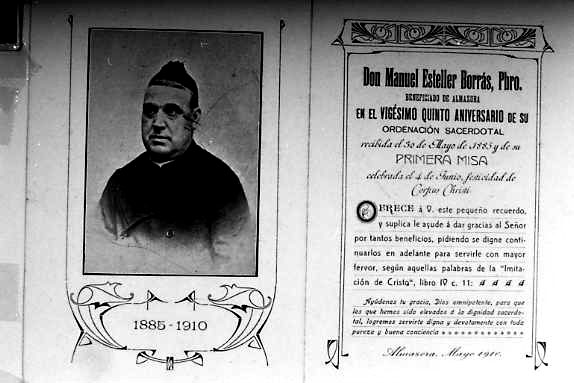 1885-1910
Don Manuel Esteller Borrás, Pbro.
BENEFICIADO DE ALMAZORA
EN EL VIGÉSIMO QUINTO ANIVERSARIO DE SU
ORDENACIÓN SACERDOTAL
recibida el 30 de Mayo de 1885 y de su
PRIMERA MISA
celebrada el 4 de Junio, festividad de
Corpus Christi
OFRECE á V. este pequeño recuerdo,
y suplica le ayude á dar gracias al Señor
por tantos beneficios, pidiendo se digne conti-
nuarlos en adelante para servirle con mayor
fervor, según aquellas palabras de la "Imita-
ción de Cristo", libro IV c. 11:
Ayúdenos tu gracia, Dios omnipotente, para que
los que hemos sido elevados á la dignidad sacerdo-
tal, logremos servirte digna y devotamente con toda
pureza y buena conciencia
Almazora, Mayo 1910.